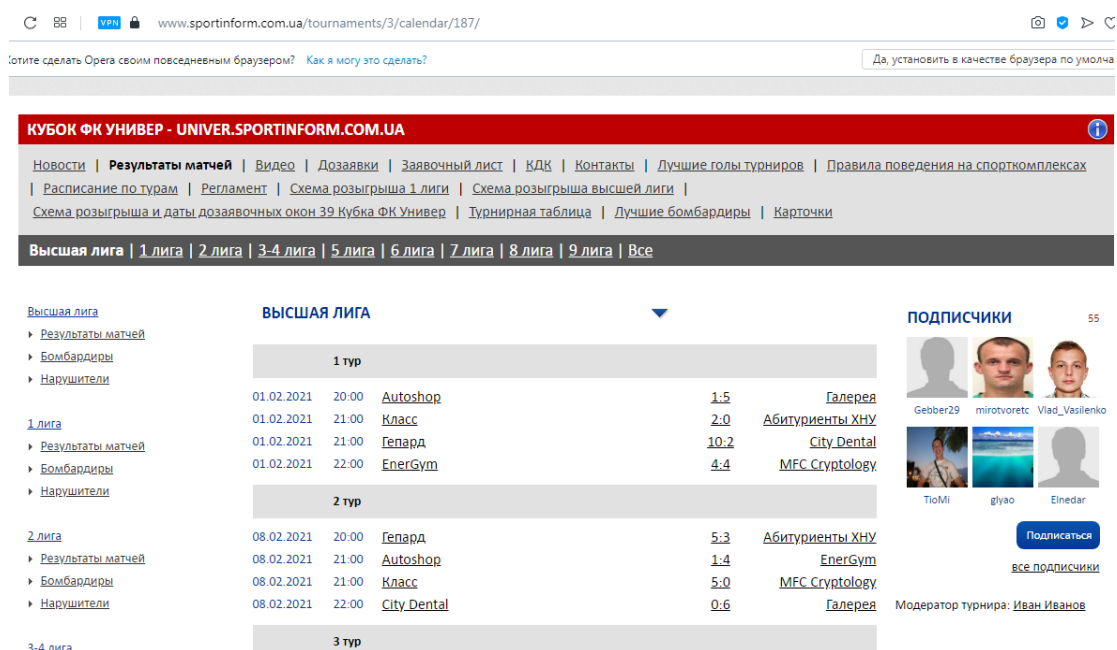 VPN www.sportinform.com.ua/tournaments/3/calendar/187/
Хотите сделать Opera своим повседневным браузером? Как я могу это сделать? Да, установить в качестве браузера по умолча
КУБОК ФК УНИВЕР - UNIVER.SPORTINFORM.COM.UA
Новости | Результаты матчей | Видео | Дозаявки | Заявочный лист | КДК | Контакты | Лучшие голы турниров | Правила поведения на спорткомплексах
| Расписание по турам | Регламент | Схема розыгрыша 1 лиги | Схема розыгрыша высшей лиги |
Схема розыгрыша и даты дозаявочных окон 39 Кубка ФК Универ | Турнирная таблица | Лучшие бомбардиры | Карточки
Высшая лига | 1 лига | 2 лига | 3-4 лига | 5 лига | 6 лига | 7 лига | 8 лига | 9 лига | Все
Высшая лига
Результаты матчей
Бомбардиры
Нарушители
1 лига
Результаты матчей
Бомбардиры
Нарушители
2 лига
Результаты матчей
Бомбардиры
Нарушители
3-4 лига
ВЫСШАЯ ЛИГА
1 тур
01.02.2021 20:00 Autoshop 1:5 Галерея
01.02.2021 21:00 Класс 2:0 Абитуриенты ХНУ
01.02.2021 21:00 Гепард 10:2 City Dental
01.02.2021 22:00 EnerGym 4:4 MFC Cryptology
2 тур
08.02.2021 20:00 Гепард 5:3 Абитуриенты ХНУ
08.02.2021 21:00 Autoshop 1:4 EnerGym
08.02.2021 21:00 Класс 5:0 MFC Cryptology
08.02.2021 22:00 City Dental 0:6 Галерея
3 тур
ПОДПИСЧИКИ 55
Gebber29 mirotvoretc Vlad_Vasilenko
TioMi glyao Elnedar
Подписаться
все подписчики
Модератор турнира: Иван Иванов